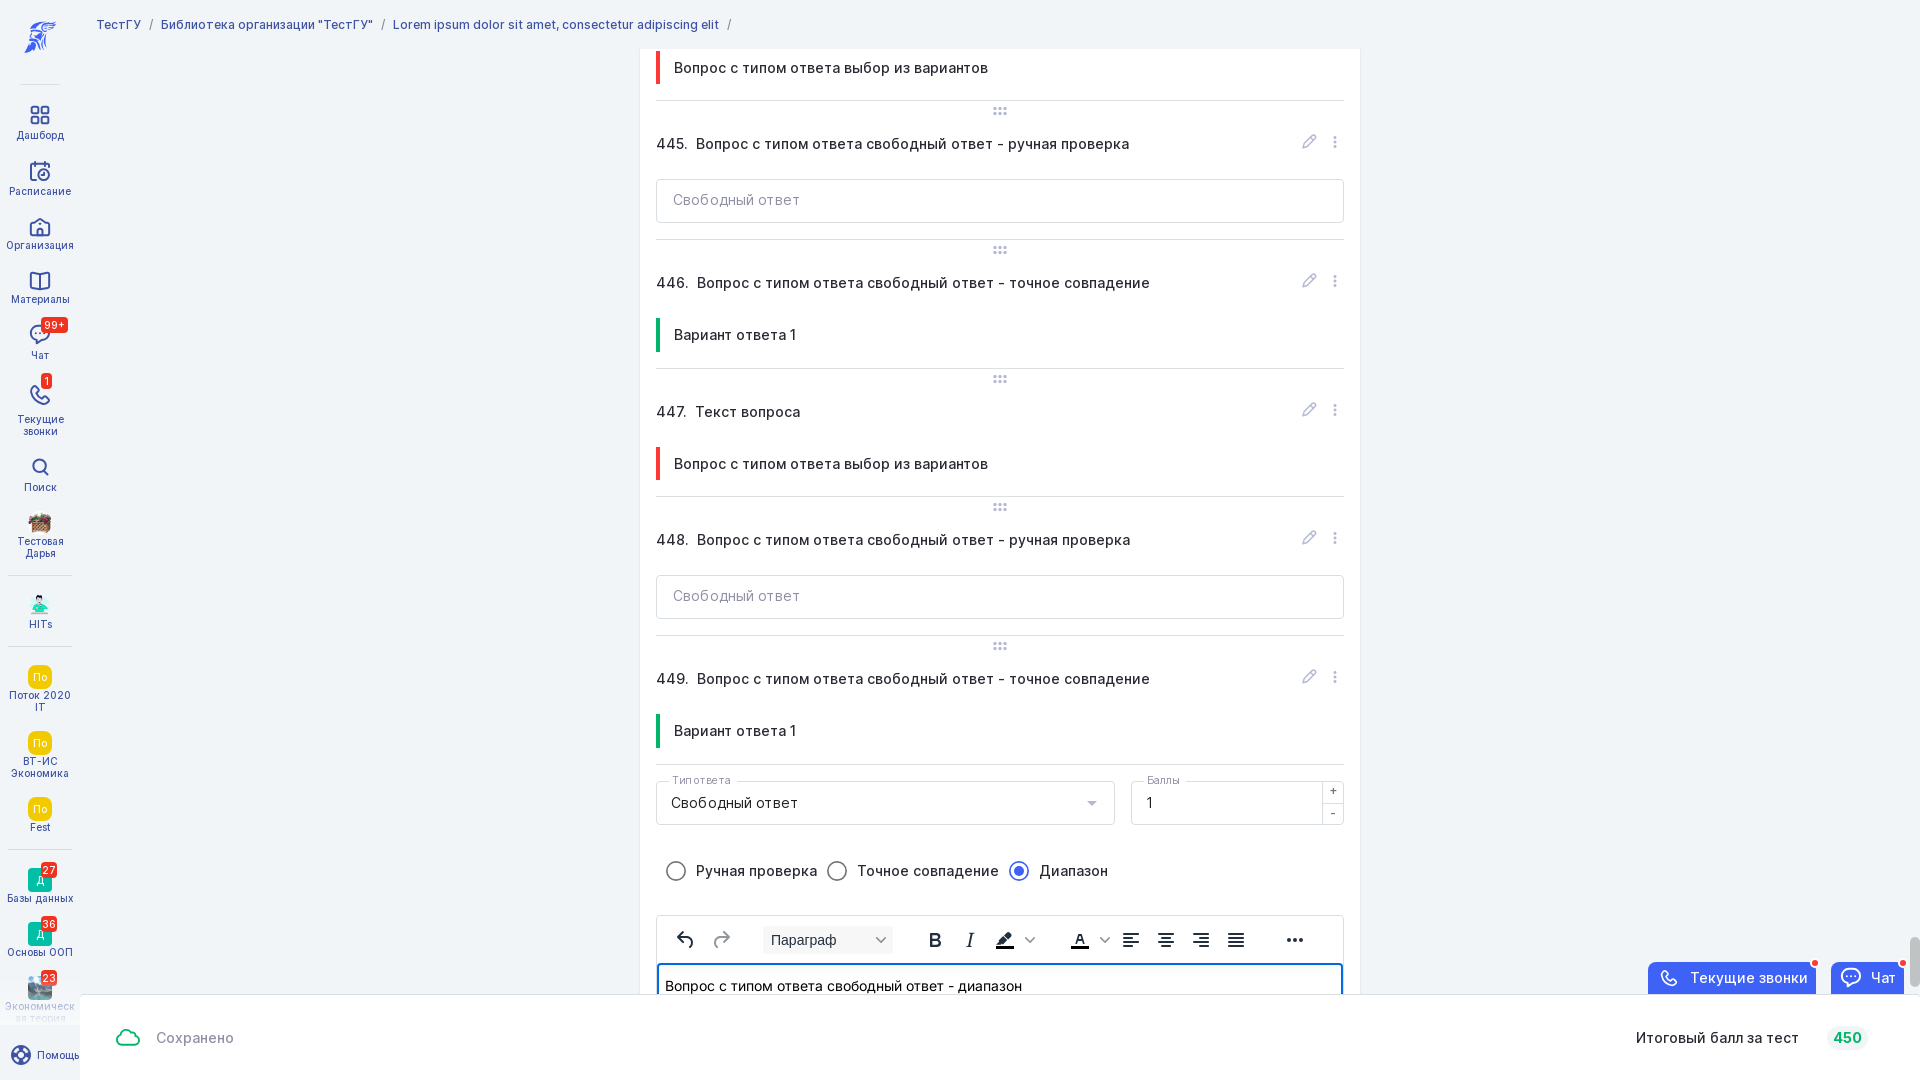 ТестГУ / Библиотека организации "ТестГУ" / Lorem ipsum dolor sit amet, consectetur adipiscing elit /
Дашборд
Расписание
Организация
Материалы
99+
Чат
1
Текущие
звонки
Поиск
Тестовая
Дарья
HITs
По
Поток 2020
IT
По
ВТ-ИС
Экономика
По
Fest
Д
27
Базы данных
Д
36
Основы ООП
23
Экономическ
ая теория
Помощь
Вопрос с типом ответа выбор из вариантов
445. Вопрос с типом ответа свободный ответ - ручная проверка
Свободный ответ
446. Вопрос с типом ответа свободный ответ - точное совпадение
Вариант ответа 1
447. Текст вопроса
Вопрос с типом ответа выбор из вариантов
448. Вопрос с типом ответа свободный ответ - ручная проверка
Свободный ответ
449. Вопрос с типом ответа свободный ответ - точное совпадение
Вариант ответа 1
Тип ответа
Свободный ответ
Баллы
1
+
-
Ручная проверка Точное совпадение Диапазон
Параграф B I A
Вопрос с типом ответа свободный ответ - диапазон
Текущие звонки
Чат
Сохранено
Итоговый балл за тест 450